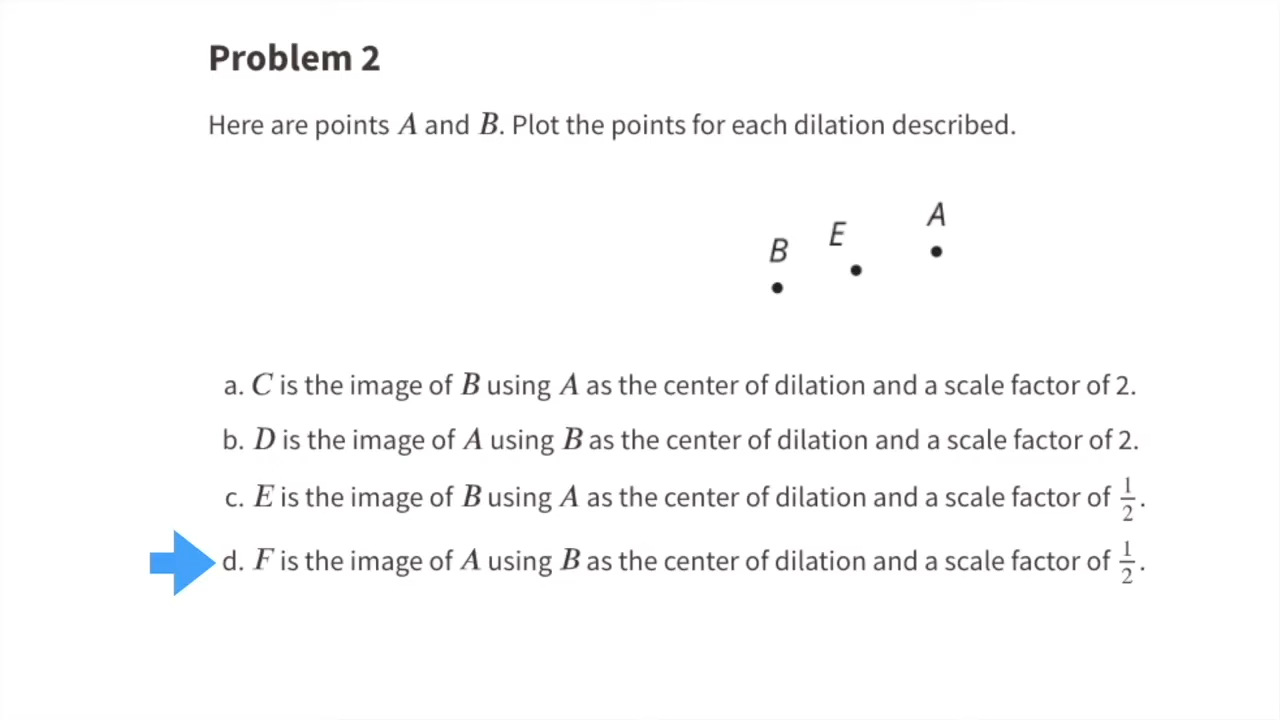 Problem 2
Here are points A and B. Plot the points for each dilation described.
A
E
B
a. C is the image of B using A as the center of dilation and a scale factor of 2.
b. D is the image of A using B as the center of dilation and a scale factor of 2.
c. E is the image of B using A as the center of dilation and a scale factor of 1/2.
d. F is the image of A using B as the center of dilation and a scale factor of 1/2.